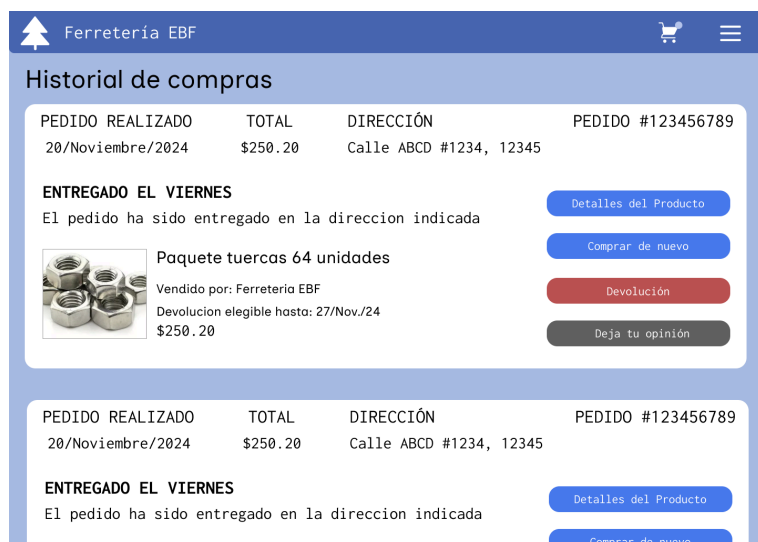 Ferretería EBF
Historial de compras
PEDIDO REALIZADO TOTAL DIRECCIÓN PEDIDO #123456789
20/Noviembre/2024 $250.20 Calle ABCD #1234, 12345
ENTREGADO EL VIERNES
El pedido ha sido entregado en la direccion indicada
Detalles del Producto
Comprar de nuevo
Devolución
Deja tu opinión
Paquete tuercas 64 unidades
Vendido por: Ferreteria EBF
Devolucion elegible hasta: 27/Nov./24
$250.20
PEDIDO REALIZADO TOTAL DIRECCIÓN PEDIDO #123456789
20/Noviembre/2024 $250.20 Calle ABCD #1234, 12345
ENTREGADO EL VIERNES
El pedido ha sido entregado en la direccion indicada
Detalles del Producto
Comprar de nuevo